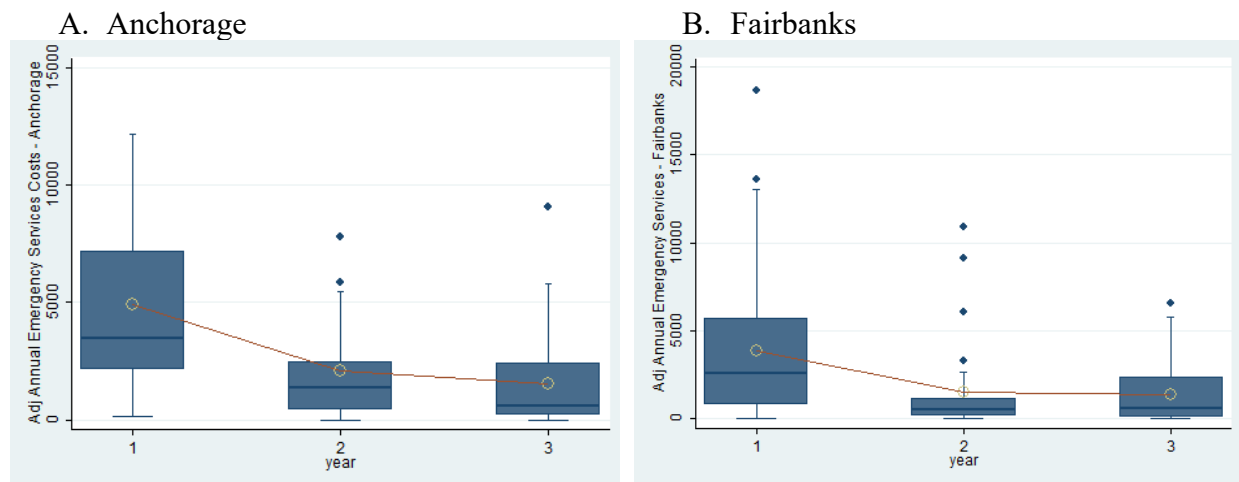 A. Anchorage
Adj Annual Emergency Services Costs - Anchorage
15000
10000
5000
0
1
2
3
year
B. Fairbanks
Adj Annual Emergency Services - Fairbanks
20000
15000
10000
5000
0
1
2
3
year